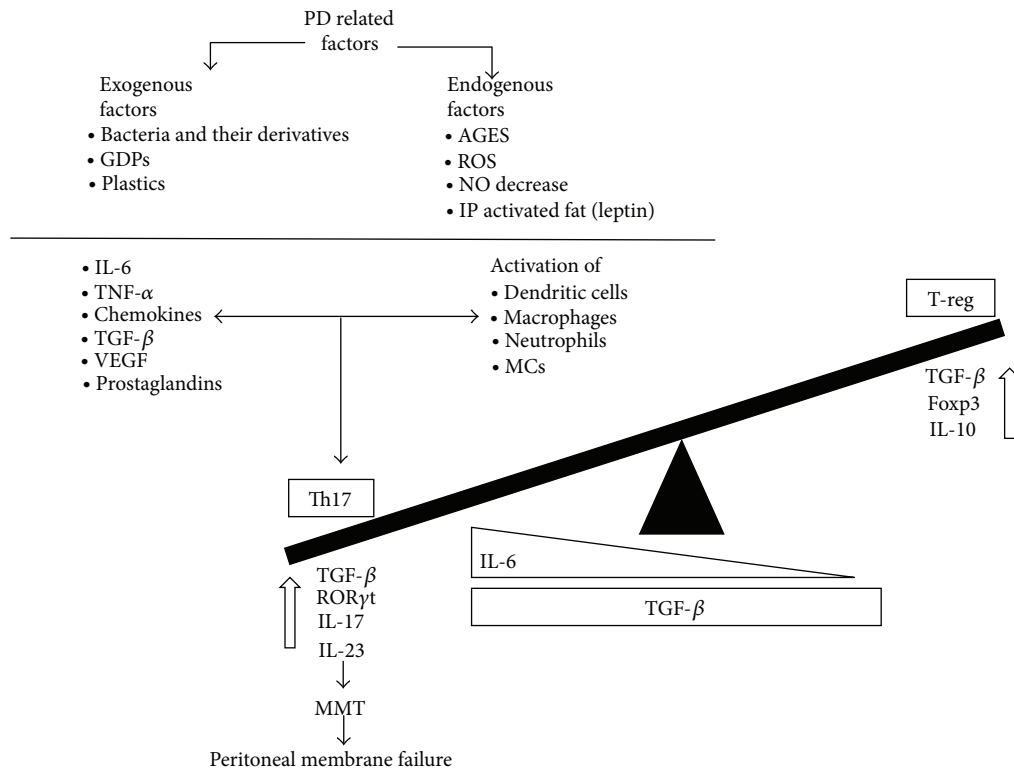 PD related
factors
Exogenous
factors
• Bacteria and their derivatives
• GDPs
• Plastics
Endogenous
factors
• AGES
• ROS
• NO decrease
• IP activated fat (leptin)
• IL-6
• TNF-α
• Chemokines
• TGF-β
• VEGF
• Prostaglandins
Activation of
• Dendritic cells
• Macrophages
• Neutrophils
• MCs
T-reg
TGF-β
Foxp3
IL-10
Th17
TGF-β
RORγt
IL-17
IL-23
MMT
Peritoneal membrane failure
IL-6
TGF-β